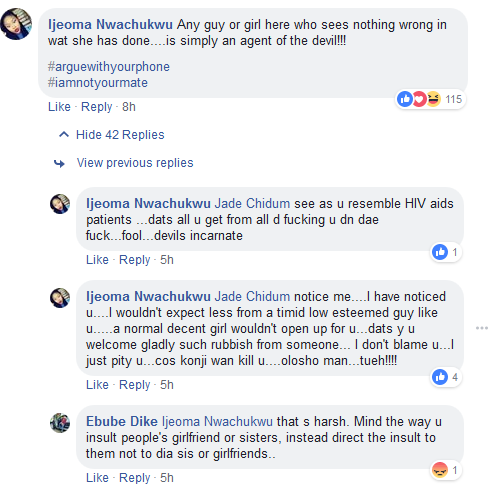 Ijeoma Nwachukwu Any guy or girl here who sees nothing wrong in
wat she has done....is simply an agent of the devil!!!
#arguewithyourphone
#iamnotyourmate
115
Like · Reply · 8h
Hide 42 Replies
View previous replies
Ijeoma Nwachukwu Jade Chidum see as u resemble HIV aids
patients ...dats all u get from all d fucking u dn dae
fuck...fool...devils incarnate
1
Like · Reply · 5h
Ijeoma Nwachukwu Jade Chidum notice me....I have noticed
u....I wouldn't expect less from a timid low esteemed guy like
u.....a normal decent girl wouldn't open up for u...dats y u
welcome gladly such rubbish from someone... I don't blame u...I
just pity u...cos konji wan kill u....olosho man...tueh!!!!
4
Like · Reply · 5h
Ebube Dike Ijeoma Nwachukwu that s harsh. Mind the way u
insult people's girlfriend or sisters, instead direct the insult to
them not to dia sis or girlfriends..
1
Like · Reply · 5h